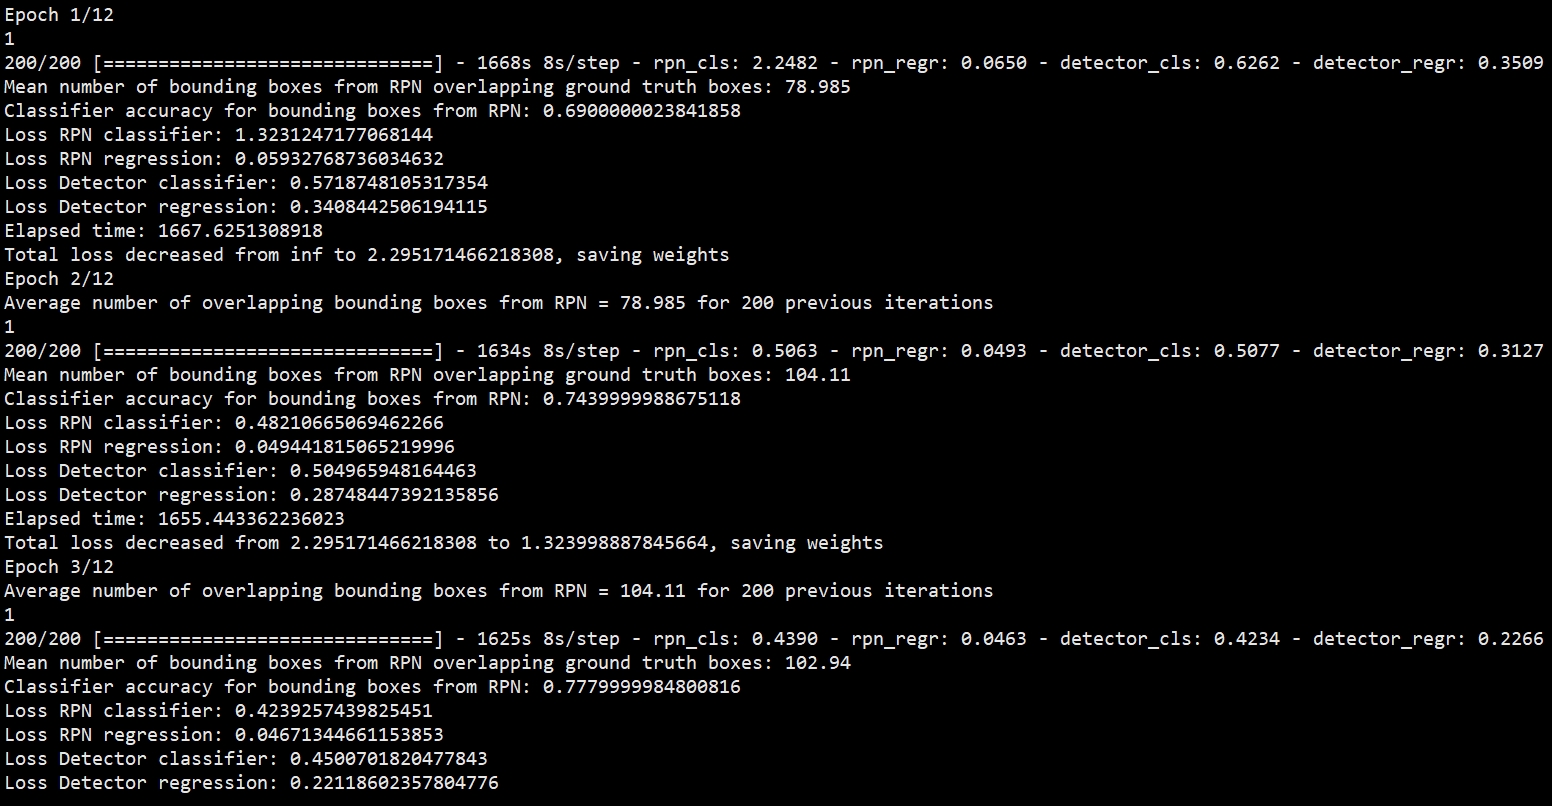 Epoch 1/12
1
200/200 [==============================] - 1668s 8s/step - rpn_cls: 2.2482 - rpn_regr: 0.0650 - detector_cls: 0.6262 - detector_regr: 0.3509
Mean number of bounding boxes from RPN overlapping ground truth boxes: 78.985
Classifier accuracy for bounding boxes from RPN: 0.6900000023841858
Loss RPN classifier: 1.3231247177068144
Loss RPN regression: 0.05932768736034632
Loss Detector classifier: 0.5718748105317354
Loss Detector regression: 0.3408442506194115
Elapsed time: 1667.6251308918
Total loss decreased from inf to 2.295171466218308, saving weights
Epoch 2/12
Average number of overlapping bounding boxes from RPN = 78.985 for 200 previous iterations
1
200/200 [==============================] - 1634s 8s/step - rpn_cls: 0.5063 - rpn_regr: 0.0493 - detector_cls: 0.5077 - detector_regr: 0.3127
Mean number of bounding boxes from RPN overlapping ground truth boxes: 104.11
Classifier accuracy for bounding boxes from RPN: 0.7439999988675118
Loss RPN classifier: 0.48210665069462266
Loss RPN regression: 0.049441815065219996
Loss Detector classifier: 0.504965948164463
Loss Detector regression: 0.28748447392135856
Elapsed time: 1655.443362236023
Total loss decreased from 2.295171466218308 to 1.323998887845664, saving weights
Epoch 3/12
Average number of overlapping bounding boxes from RPN = 104.11 for 200 previous iterations
1
200/200 [==============================] - 1625s 8s/step - rpn_cls: 0.4390 - rpn_regr: 0.0463 - detector_cls: 0.4234 - detector_regr: 0.2266
Mean number of bounding boxes from RPN overlapping ground truth boxes: 102.94
Classifier accuracy for bounding boxes from RPN: 0.7779999984800816
Loss RPN classifier: 0.4239257439825451
Loss RPN regression: 0.04671344661153853
Loss Detector classifier: 0.4500701820477843
Loss Detector regression: 0.22118602357804776